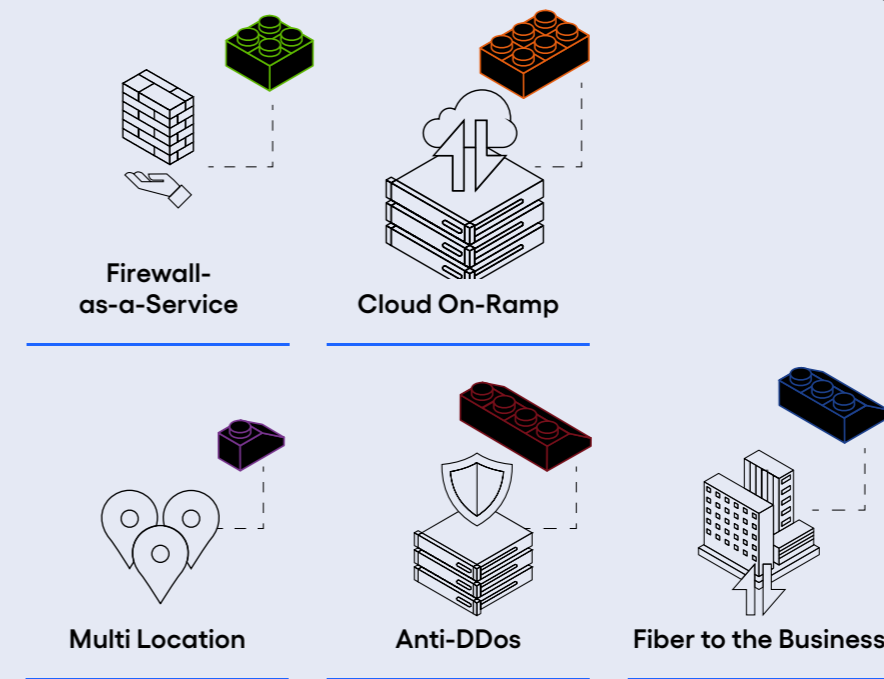 Firewall-
as-a-Service
Cloud On-Ramp
Multi Location
Anti-DDos
Fiber to the Business